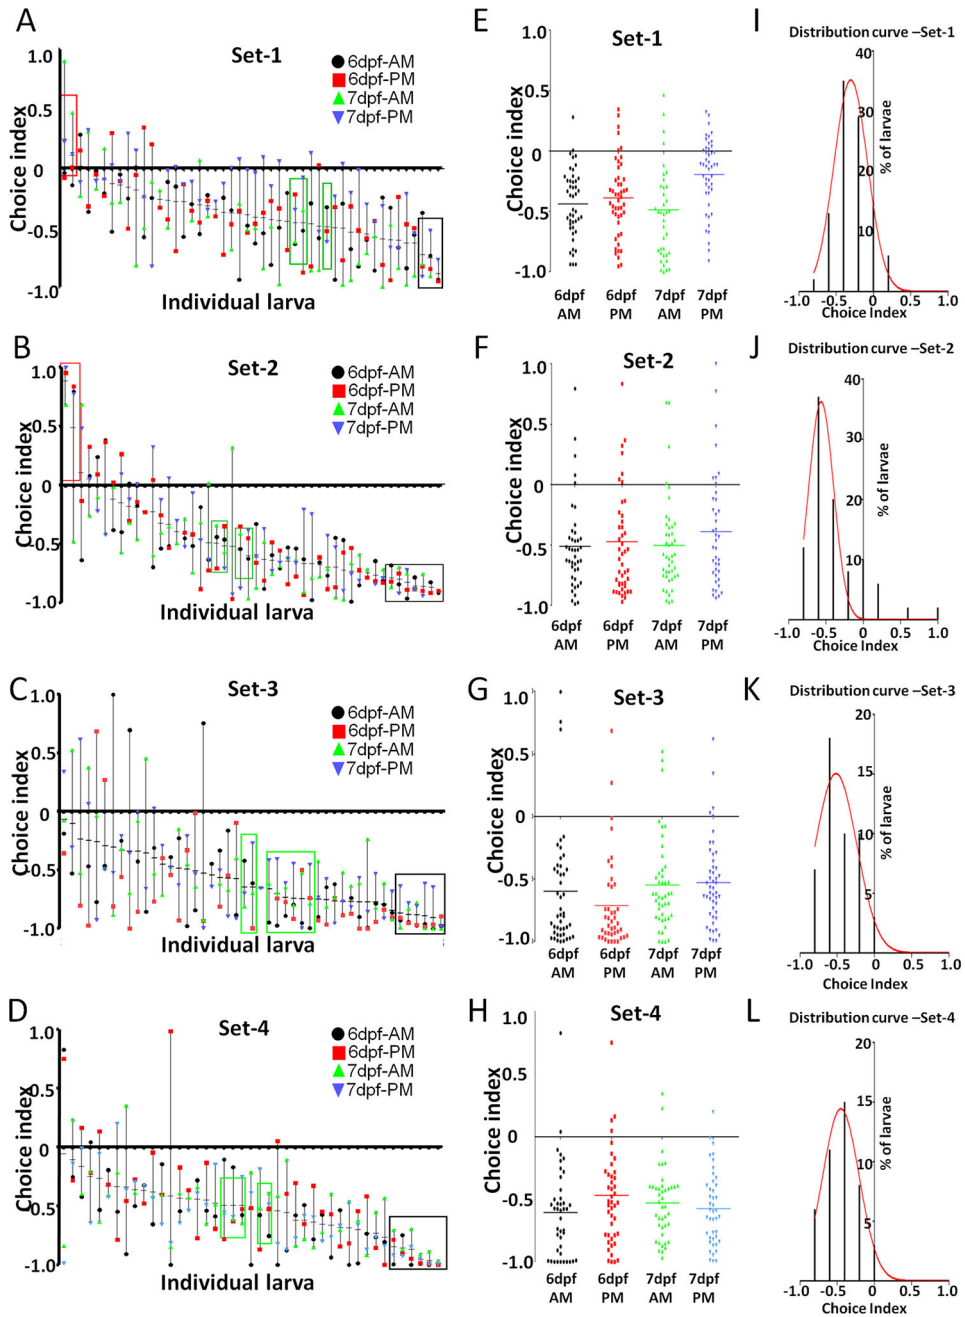 A
Set-1
6dpf-AM
6dpf-PM
7dpf-AM
7dpf-PM
Choice index
1.0
0.5
0
-0.5
-1.0
Individual larva
E
Set-1
Choice index
1.0
0.5
0
-0.5
-1.0
6dpf AM
6dpf PM
7dpf AM
7dpf PM
I
Distribution curve –Set-1
40
30
20
10
% of larvae
-1.0 -0.5 0 0.5 1.0
Choice Index
B
Set-2
6dpf-AM
6dpf-PM
7dpf-AM
7dpf-PM
Choice index
1.0
0.5
0
-0.5
-1.0
Individual larva
F
Set-2
Choice index
1.0
0.5
0
-0.5
-1.0
6dpf AM
6dpf PM
7dpf AM
7dpf PM
J
Distribution curve –Set-2
40
30
20
10
% of larvae
-1.0 -0.5 0 0.5 1.0
Choice Index
C
Set-3
6dpf-AM
6dpf-PM
7dpf-AM
7dpf-PM
Choice index
1.0
0.5
0
-0.5
-1.0
Individual larva
G
Set-3
Choice index
1.0
0.5
0
-0.5
-1.0
6dpf AM
6dpf PM
7dpf AM
7dpf PM
K
Distribution curve –Set-3
20
15
10
5
% of larvae
-1.0 -0.5 0 0.5 1.0
Choice Index
D
Set-4
6dpf-AM
6dpf-PM
7dpf-AM
7dpf-PM
Choice index
1.0
0.5
0
-0.5
-1.0
Individual larva
H
Set-4
Choice index
1.0
0.5
0
-0.5
-1.0
6dpf AM
6dpf PM
7dpf AM
7dpf PM
L
Distribution curve –Set-4
20
15
10
5
% of larvae
-1.0 -0.5 0 0.5 1.0
Choice Index